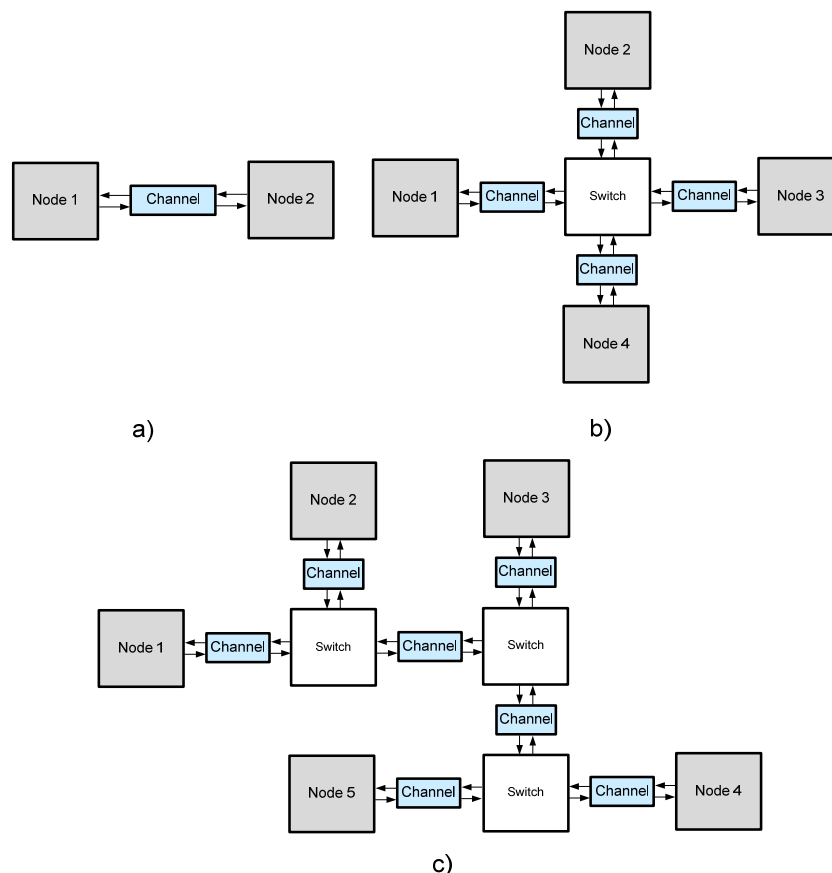 Node 1
Channel
Node 2
a)
Node 2
Channel
Node 1
Channel
Switch
Channel
Node 3
Channel
Node 4
b)
Node 2
Node 3
Channel
Channel
Node 1
Channel
Switch
Channel
Switch
Channel
Node 5
Channel
Switch
Channel
Node 4
c)